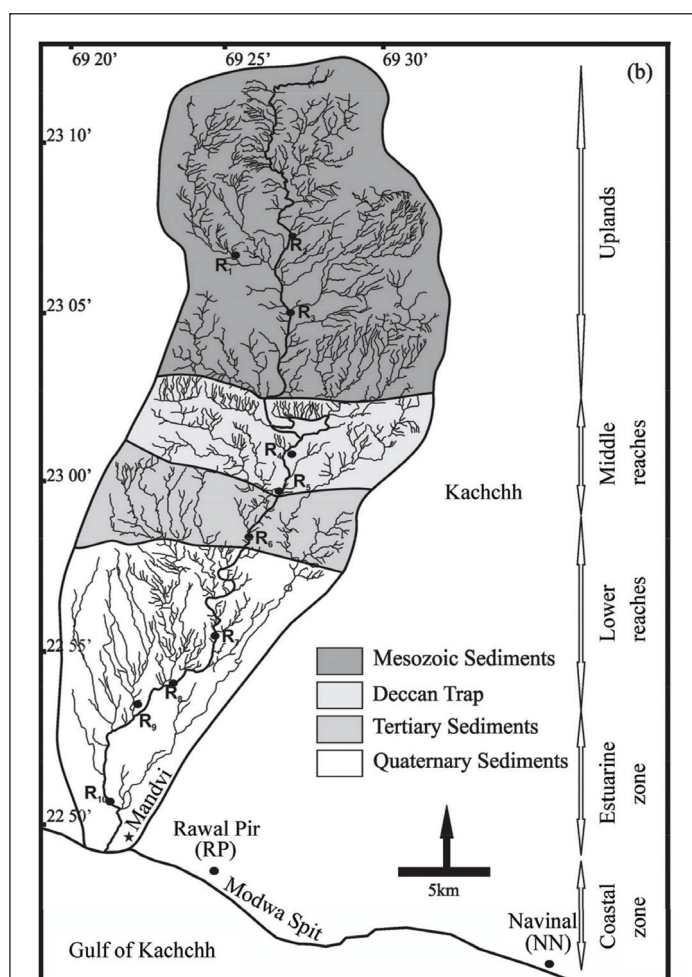 69 20' 69 25' 69 30'
(b)
23 10'
23 05'
23 00'
22 55'
22 50'
R₁
R₃
R₅
R₆
R₇
R₈
R₉
R₁₀
Uplands
Middle
reaches
Lower
reaches
Estuarine
zone
Coastal
zone
Kachchh
Mesozoic Sediments
Deccan Trap
Tertiary Sediments
Quaternary Sediments
Mandvi
Rawal Pir
(RP)
Modwa Spit
5km
Navinal
(NN)
Gulf of Kachchh